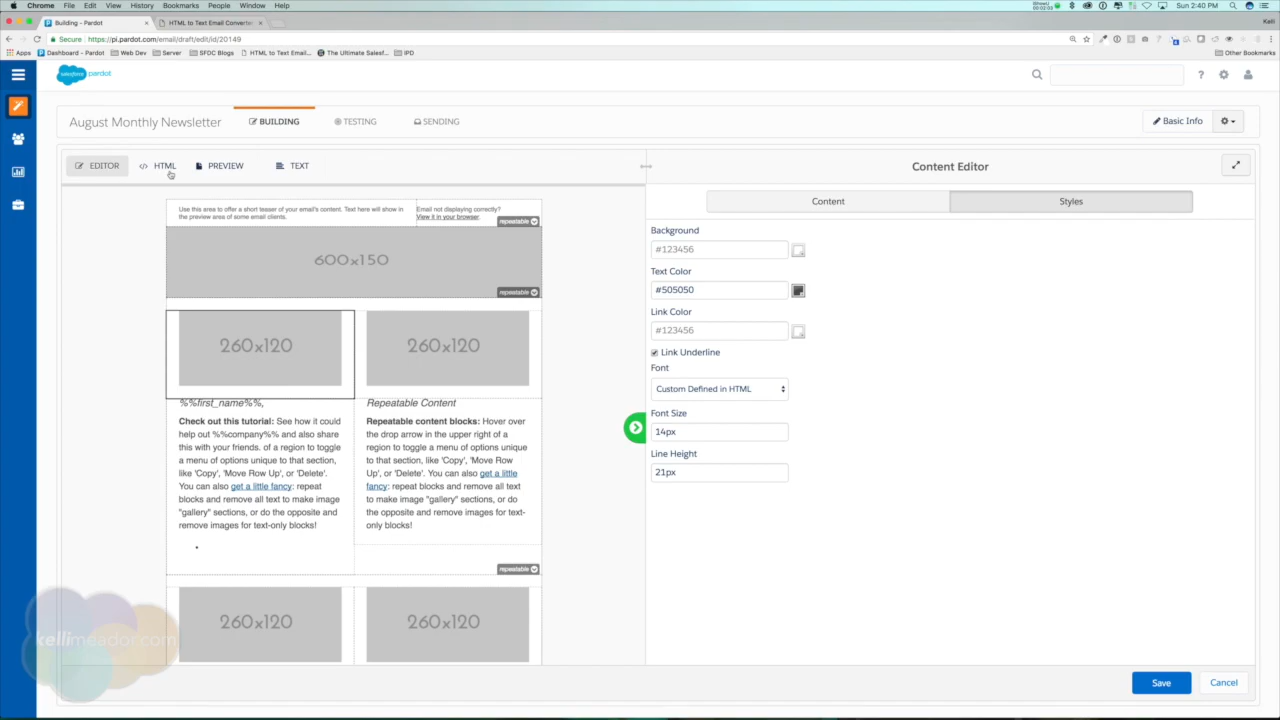 Chrome File Edit View History Bookmarks People Window Help
Sun 2:40 PM
Building - Pardot
HTML to Text Email Converte
Kelli
Secure https://pi.pardot.com/email/draft/edit/id/20149
Apps Dashboard - Pardot Web Dev Server SFDC Blogs HTML to Text Email... The Ultimate Salesf... IPD Other Bookmarks
salesforce pardot
?
August Monthly Newsletter
BUILDING
TESTING
SENDING
Basic Info
EDITOR
HTML
PREVIEW
TEXT
Content Editor
Content
Styles
Use this area to offer a short teaser of your email's content. Text here will show in
the preview area of some email clients.
Email not displaying correctly?
View it in your browser.
repeatable
600x150
repeatable
260x120
260x120
%%first_name%%,
Check out this tutorial: See how it could
help out %%company%% and also share
this with your friends. of a region to toggle
a menu of options unique to that section,
like 'Copy', 'Move Row Up', or 'Delete'.
You can also get a little fancy: repeat
blocks and remove all text to make image
"gallery" sections, or do the opposite and
remove images for text-only blocks!
Repeatable Content
Repeatable content blocks: Hover over
the drop arrow in the upper right of a
region to toggle a menu of options unique
to that section, like 'Copy', 'Move Row
Up', or 'Delete'. You can also get a little
fancy: repeat blocks and remove all text
to make image "gallery" sections, or do
the opposite and remove images for text-
only blocks!
repeatable
260x120
260x120
Background
#123456
Text Color
#505050
Link Color
#123456
Link Underline
Font
Custom Defined in HTML
Font Size
14px
Line Height
21px
Save
Cancel
kellimeador.com